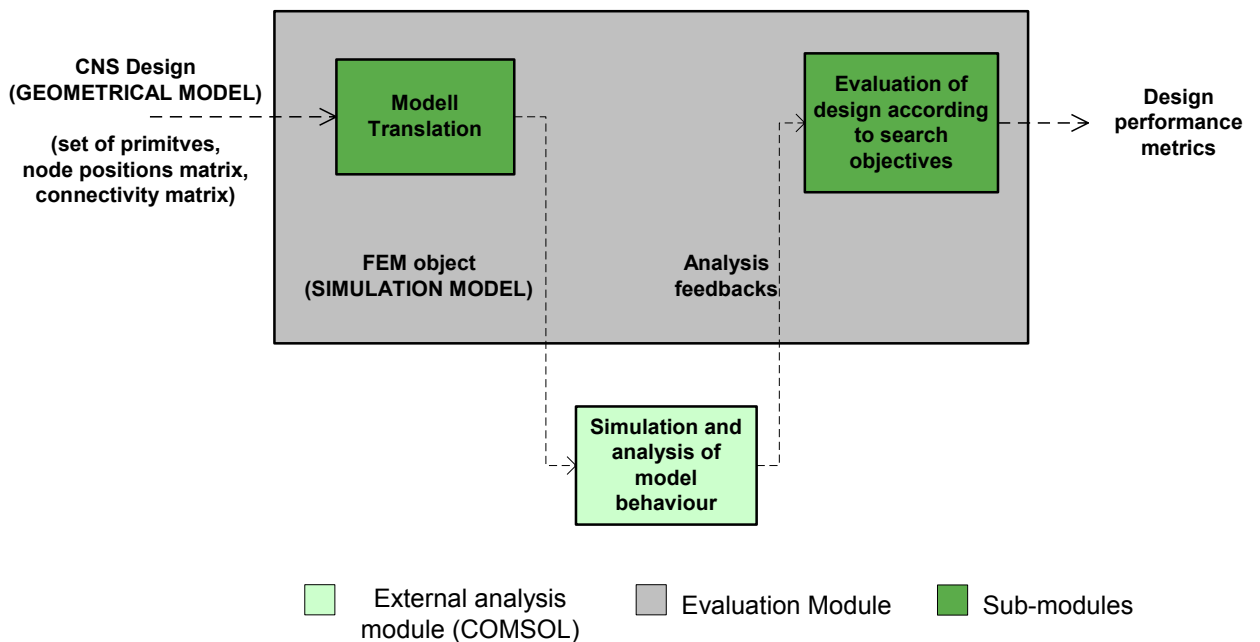 CNS Design
(GEOMETRICAL MODEL)
(set of primitves,
node positions matrix,
connectivity matrix)
Modell
Translation
Evaluation of
design according
to search
objectives
Design
performance
metrics
FEM object
(SIMULATION MODEL)
Analysis
feedbacks
Simulation and
analysis of
model
behaviour
External analysis
module (COMSOL)
Evaluation Module
Sub-modules